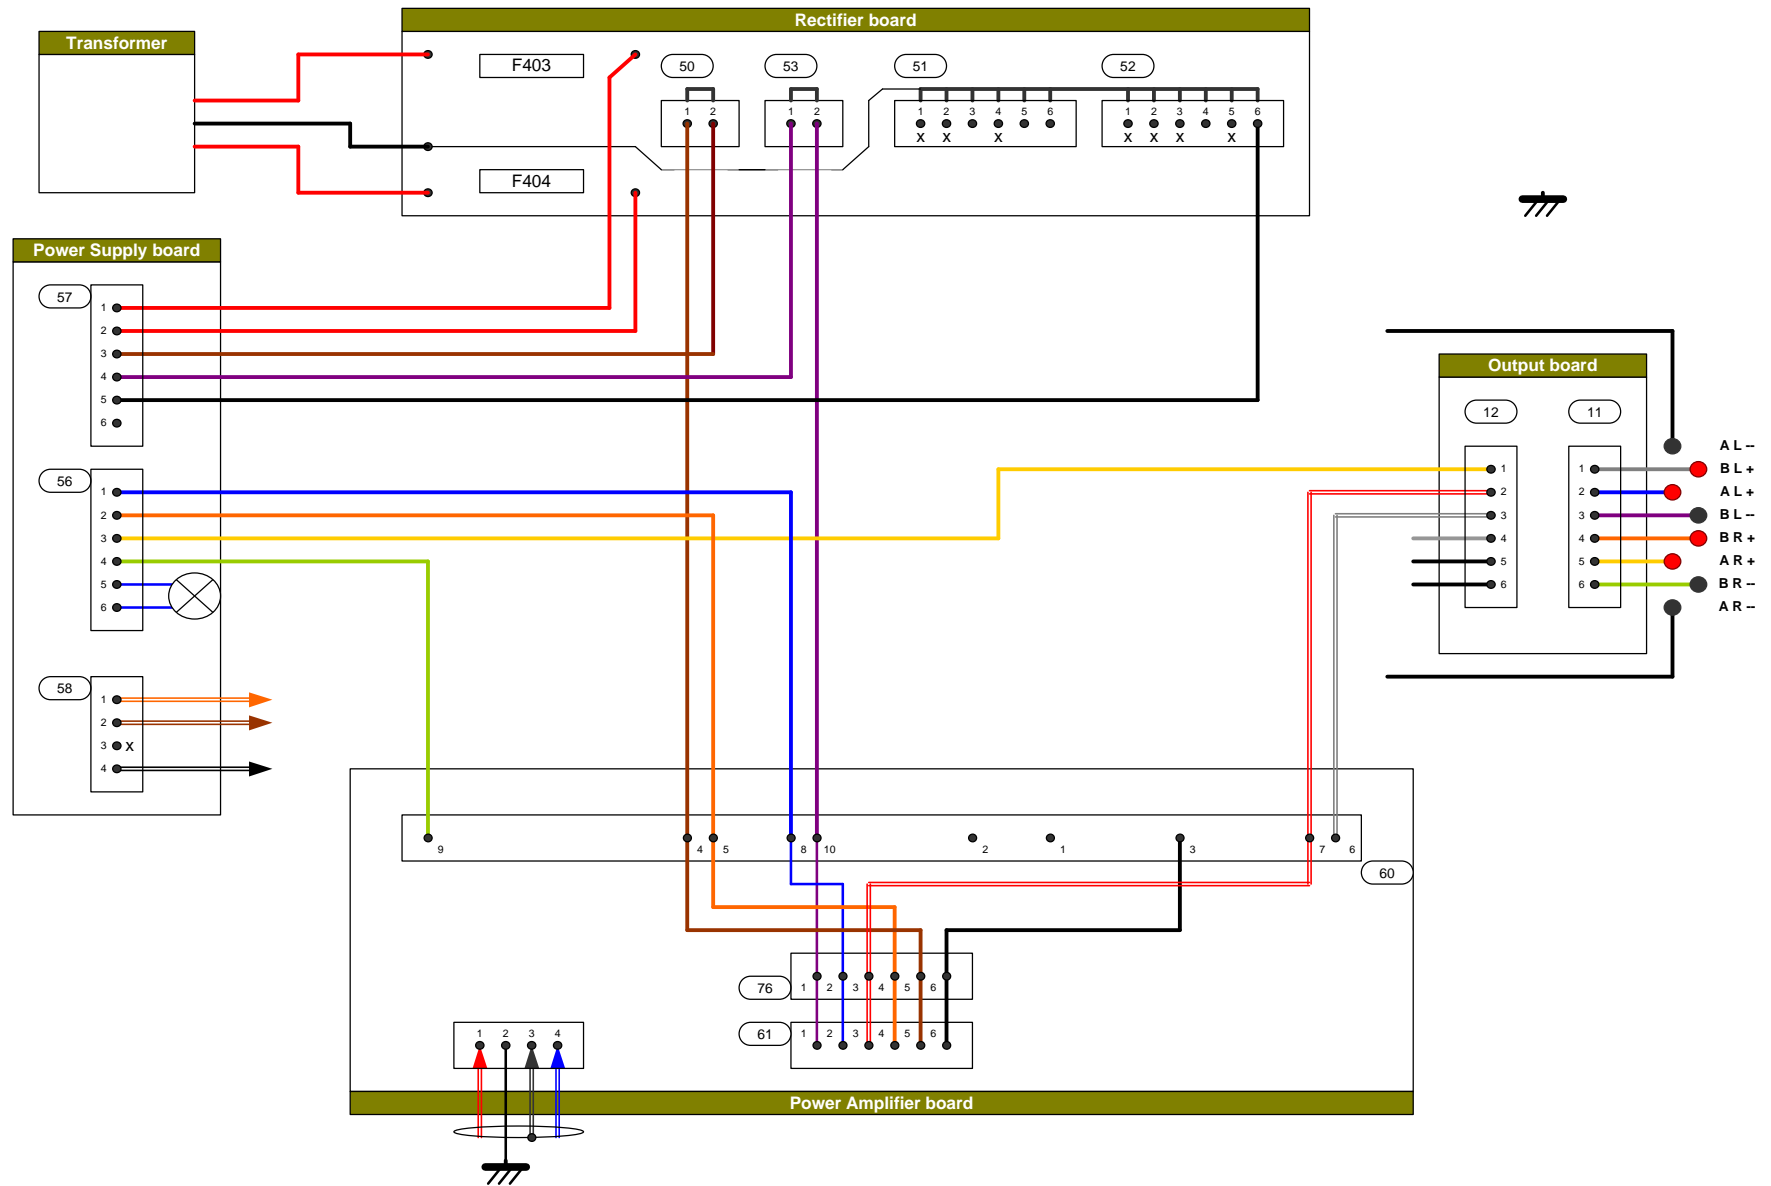 Rectifier board
Transformer
F403
50
53
51
52
1 2
1 2
1 2 3 4 5 6
X X X
1 2 3 4 5 6
X X X X
F404
Power Supply board
57
1
2
3
4
5
6
56
1
2
3
4
5
6
58
1
2
3 X
4
Output board
12
11
1
2
3
4
5
6
1
2
3
4
5
6
A L --
B L +
A L +
B L --
B R +
A R +
B R --
A R --
9 4 5 8 10 2 1 3 7 6
60
76
1 2 3 4 5 6
61
1 2 3 4 5 6
1 2 3 4
Power Amplifier board